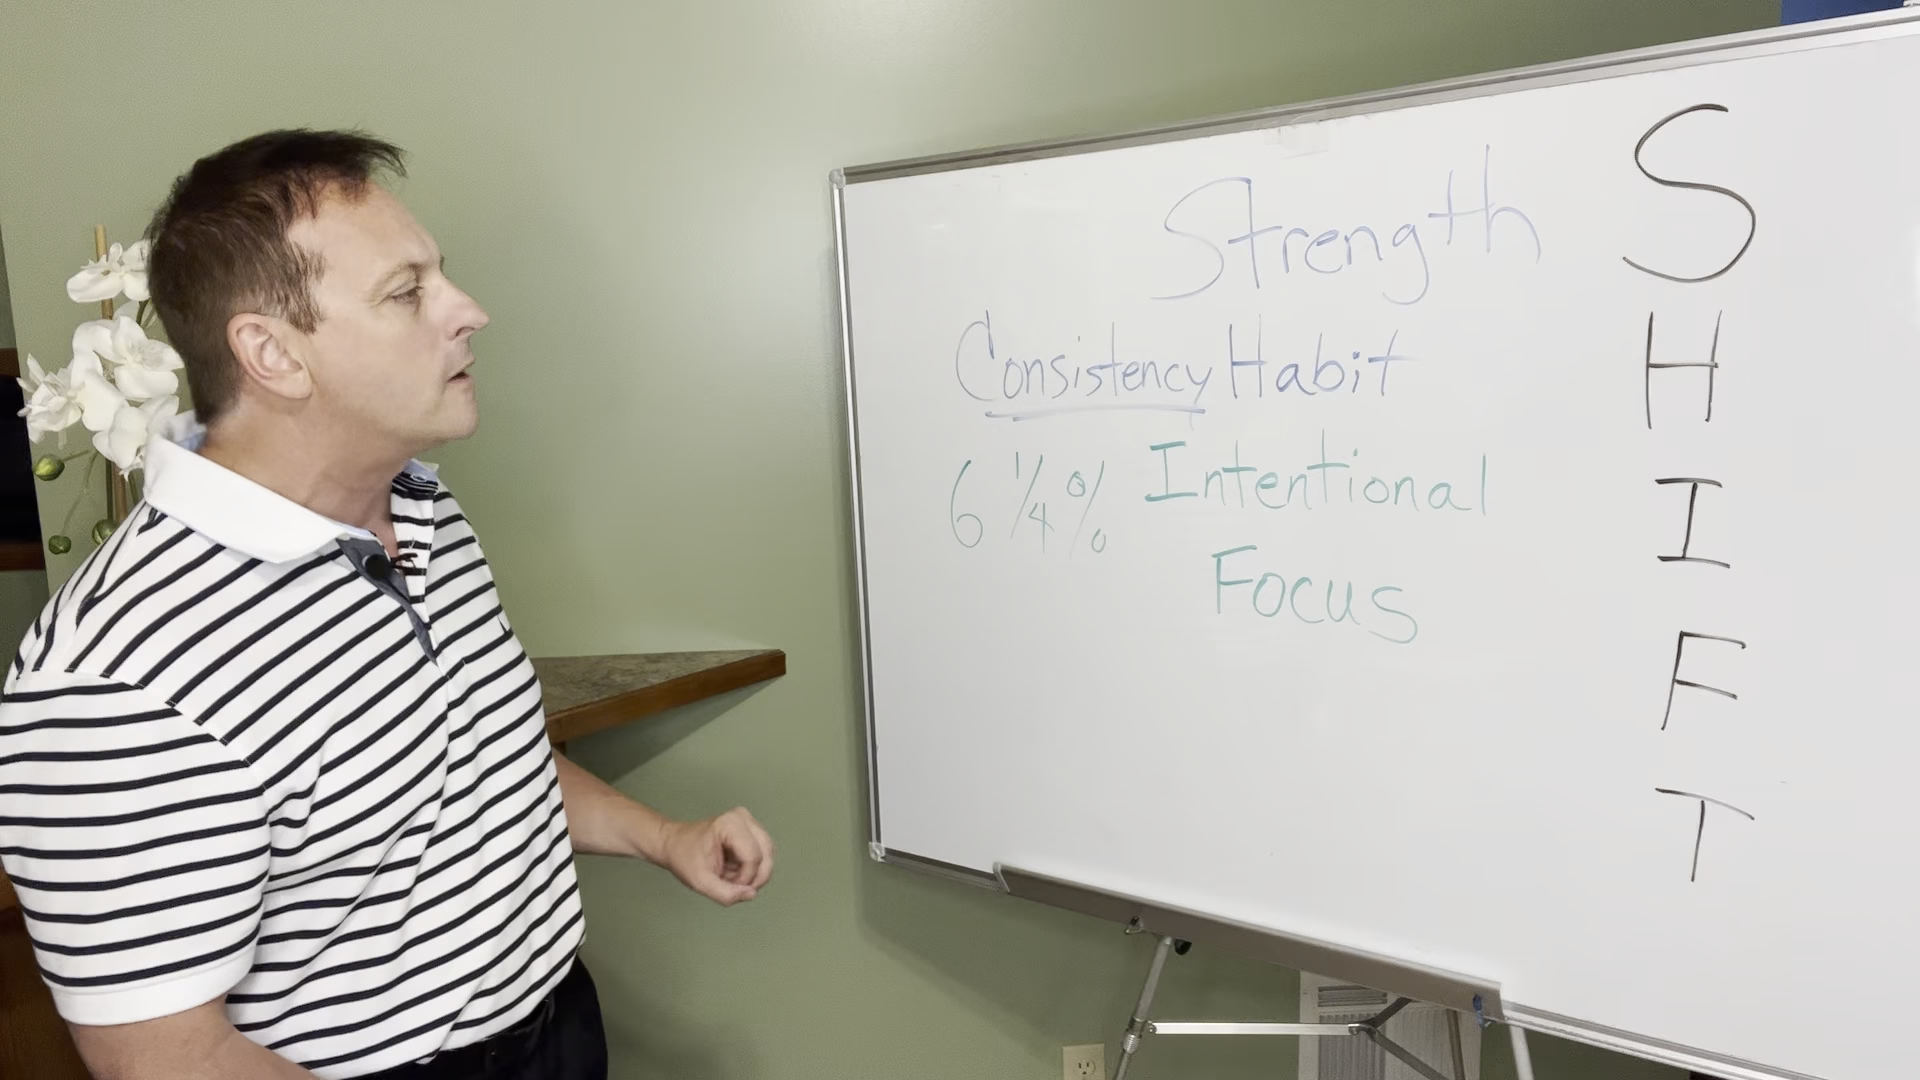 Strength S
Consistency Habit H
6 1/4 % Intentional I
Focus F
T